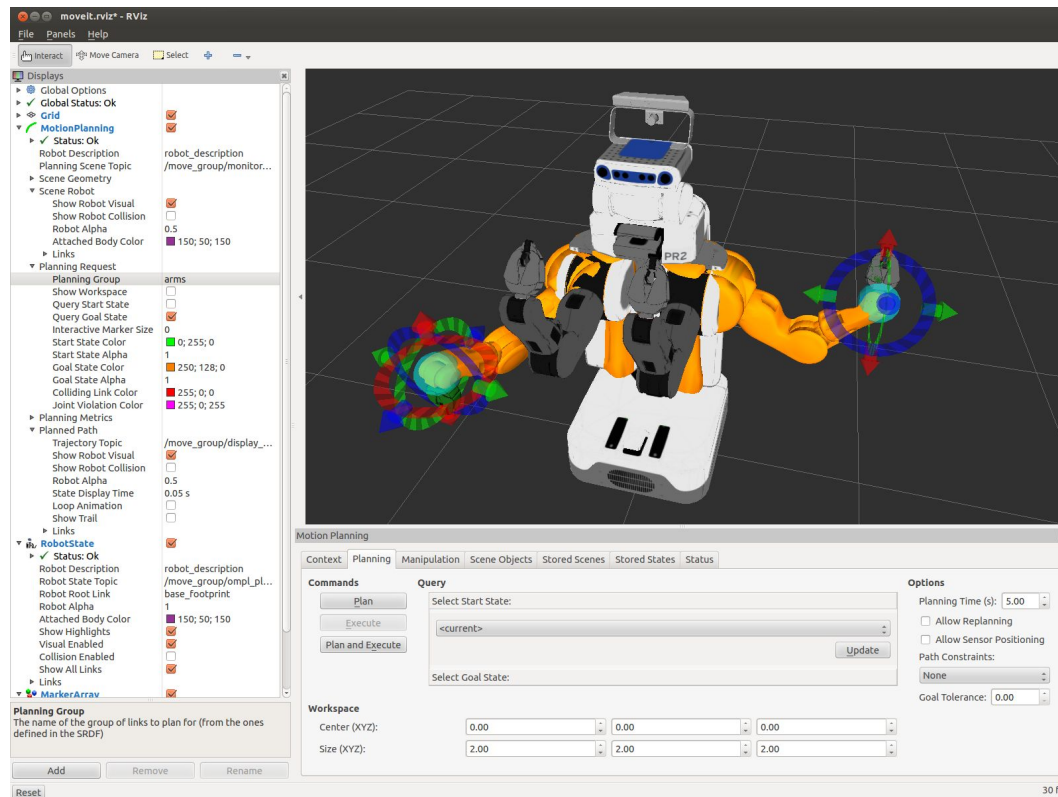 moveit.rviz* - RViz
File Panels Help
Interact Move Camera Select
Displays
Global Options
Global Status: Ok
Grid
MotionPlanning
Status: Ok
Robot Description robot_description
Planning Scene Topic /move_group/monitor...
Scene Geometry
Scene Robot
Show Robot Visual
Show Robot Collision
Robot Alpha 0.5
Attached Body Color 150; 50; 150
Links
Planning Request
Planning Group arms
Show Workspace
Query Start State
Query Goal State
Interactive Marker Size 0
Start State Color 0; 255; 0
Start State Alpha 1
Goal State Color 250; 128; 0
Goal State Alpha 1
Colliding Link Color 255; 0; 0
Joint Violation Color 255; 0; 255
Planning Metrics
Planned Path
Trajectory Topic /move_group/display_...
Show Robot Visual
Show Robot Collision
Robot Alpha 0.5
State Display Time 0.05 s
Loop Animation
Show Trail
Links
RobotState
Status: Ok
Robot Description robot_description
Robot State Topic /move_group/ompl_pl...
Robot Root Link base_footprint
Robot Alpha 1
Attached Body Color 150; 50; 150
Show Highlights
Visual Enabled
Collision Enabled
Show All Links
Links
MarkerArray
Planning Group
The name of the group of links to plan for (from the ones
defined in the SRDF)
Add Remove Rename
Reset
PR2
Motion Planning
Context Planning Manipulation Scene Objects Stored Scenes Stored States Status
Commands Query Options
Plan Select Start State: Planning Time (s): 5.00
Execute <current> Allow Replanning
Plan and Execute Update Allow Sensor Positioning
Path Constraints:
Select Goal State: None
Goal Tolerance: 0.00
Workspace
Center (XYZ): 0.00 0.00 0.00
Size (XYZ): 2.00 2.00 2.00
30 f